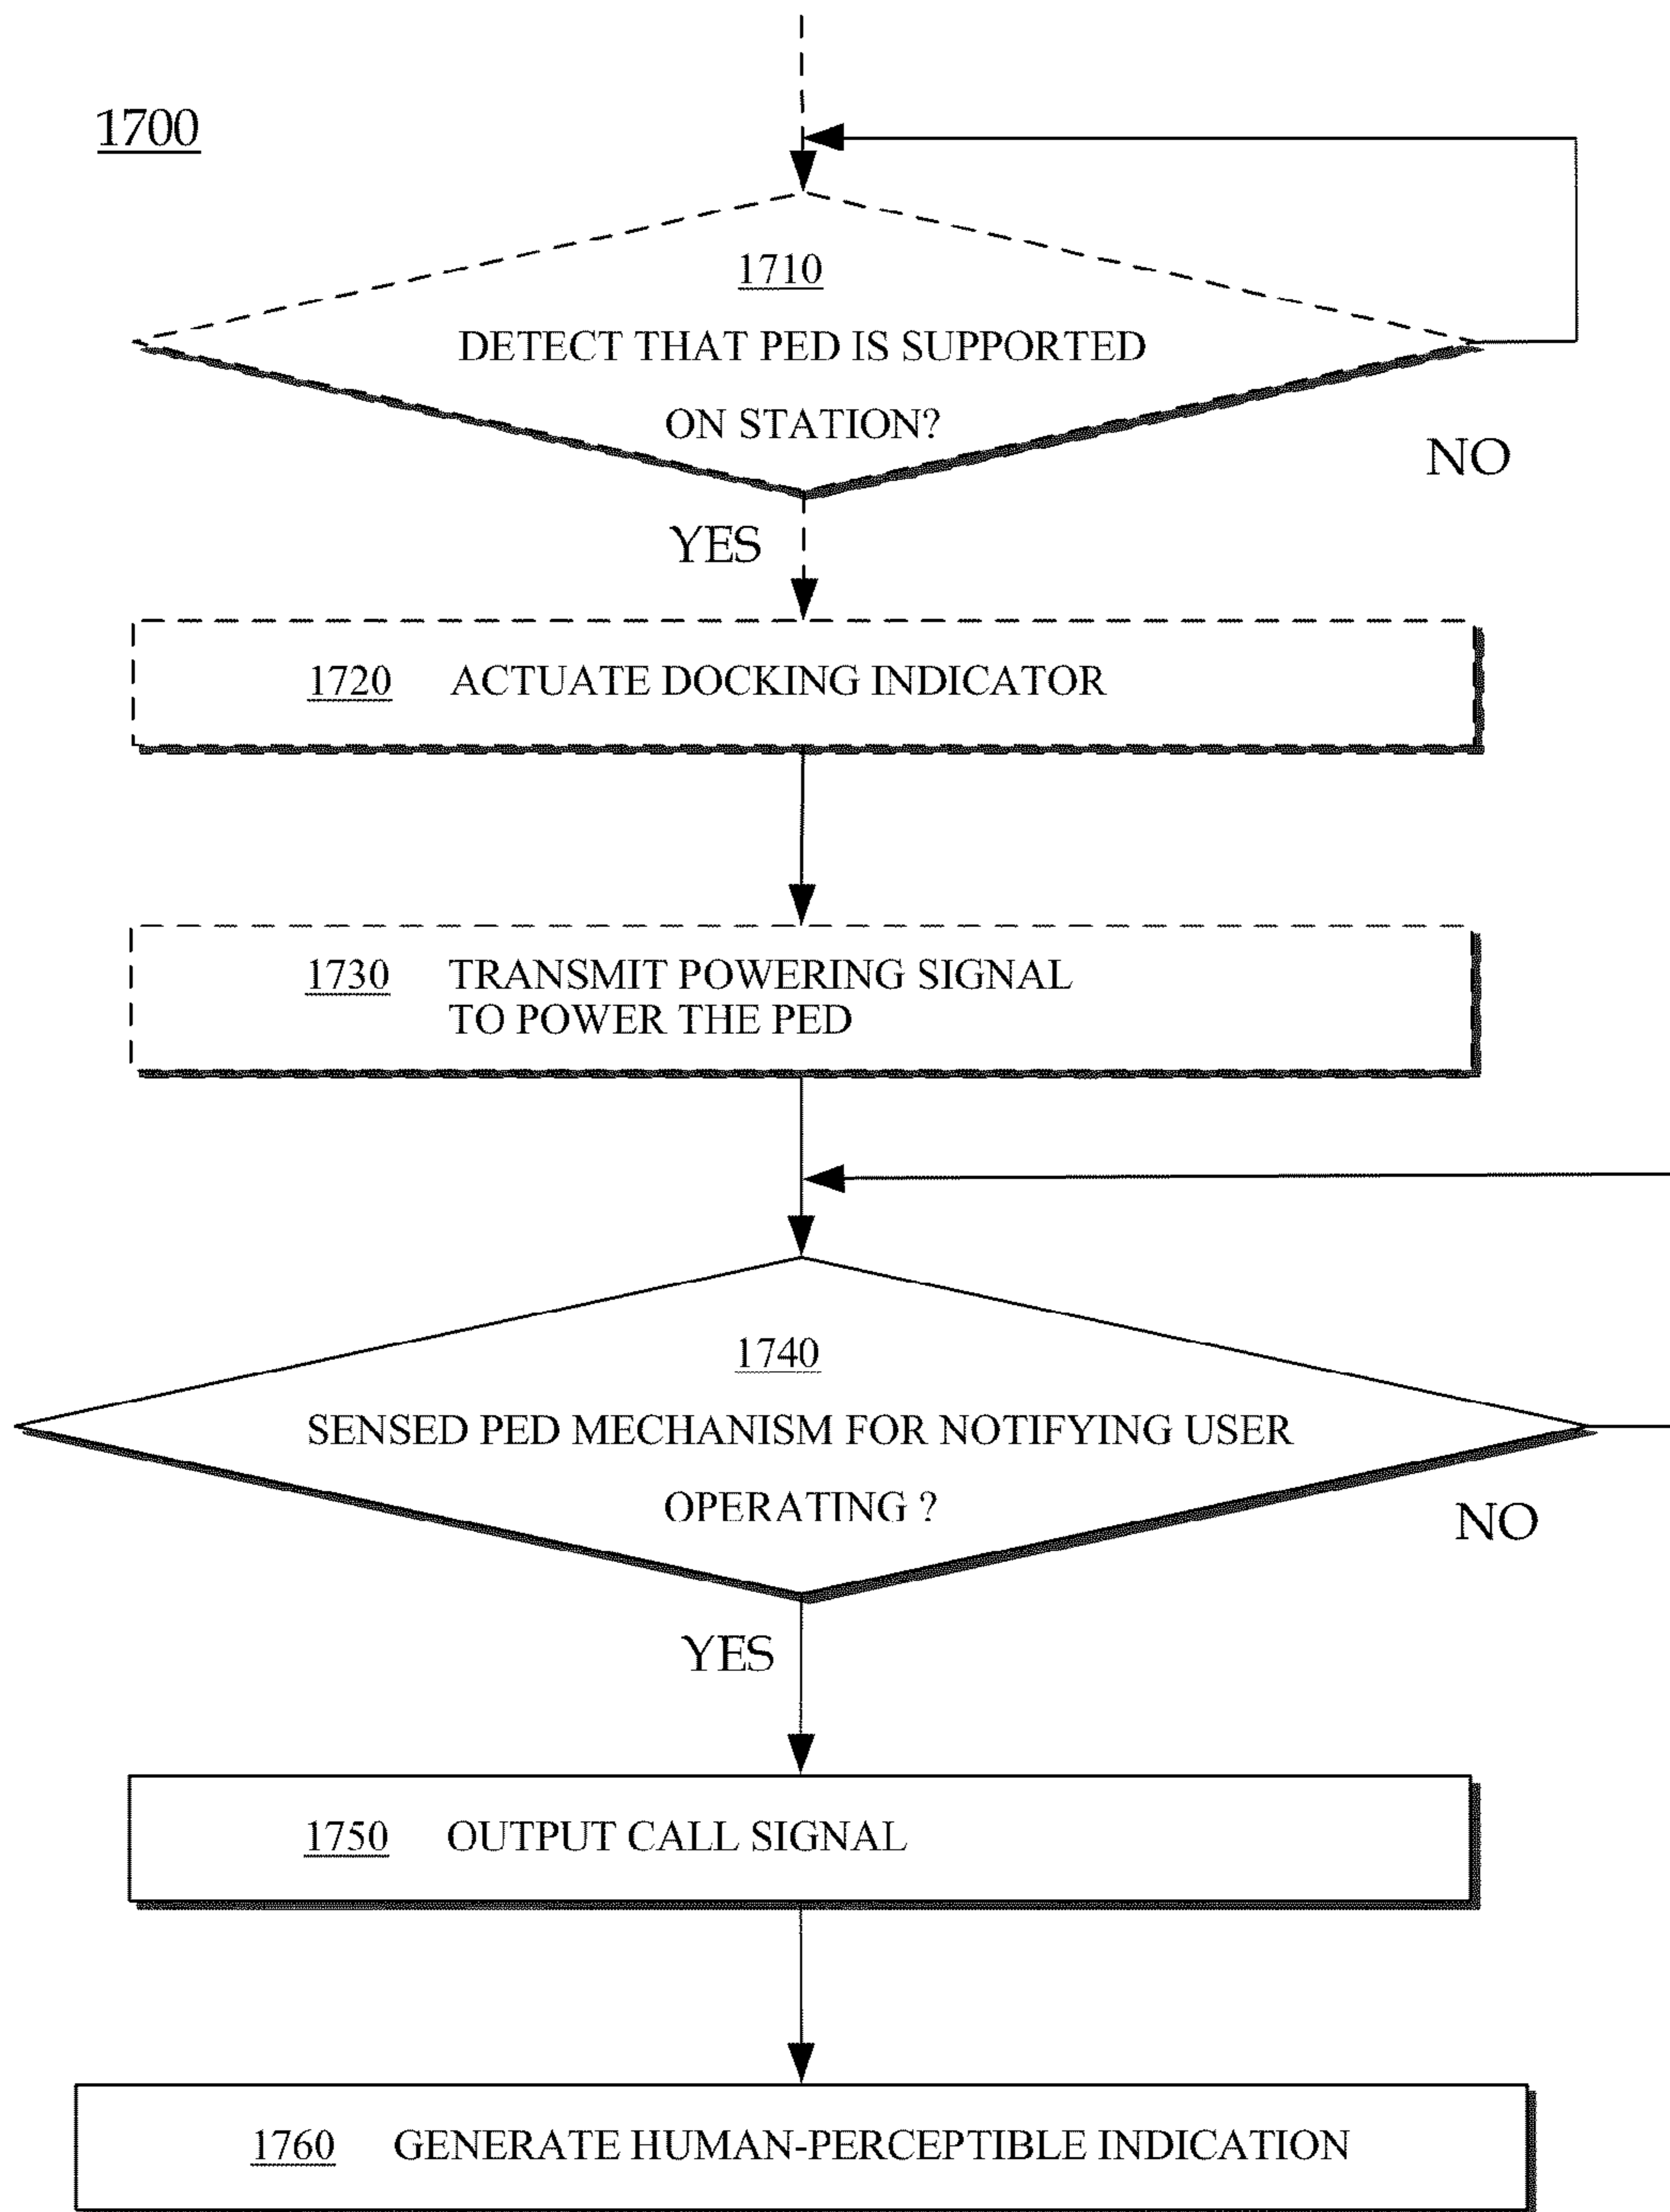 1700
1710
DETECT THAT PED IS SUPPORTED
ON STATION?
NO
YES
1720 ACTUATE DOCKING INDICATOR
1730 TRANSMIT POWERING SIGNAL
TO POWER THE PED
1740
SENSED PED MECHANISM FOR NOTIFYING USER
OPERATING ?
NO
YES
1750 OUTPUT CALL SIGNAL
1760 GENERATE HUMAN-PERCEPTIBLE INDICATION